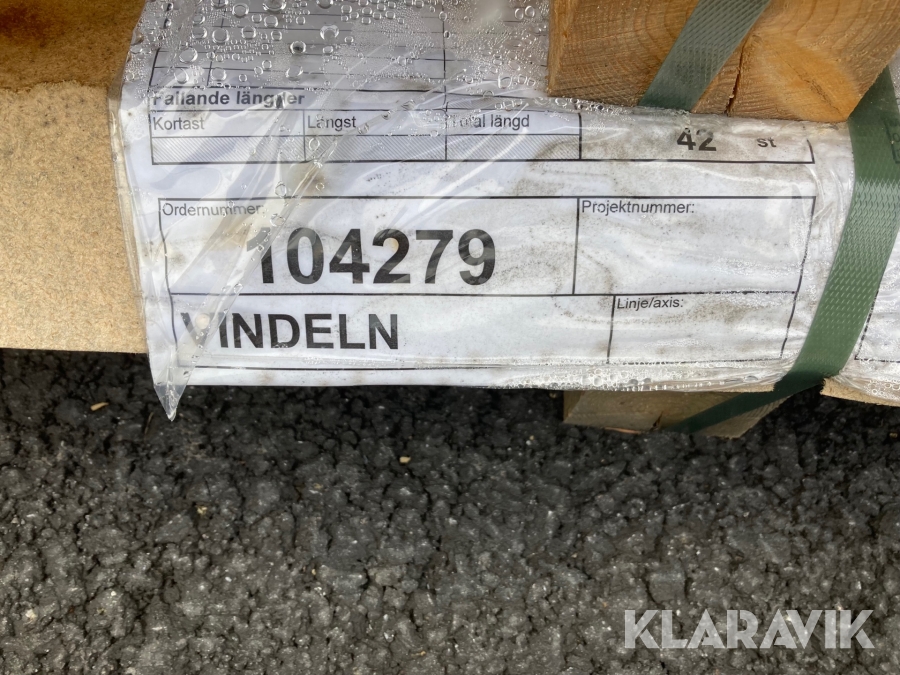 Fallande längder
Kortast Längst Total längd 42 st
Ordernummer: Projektnummer:
104279
VINDELN Linje/axis:
KLARAVIK